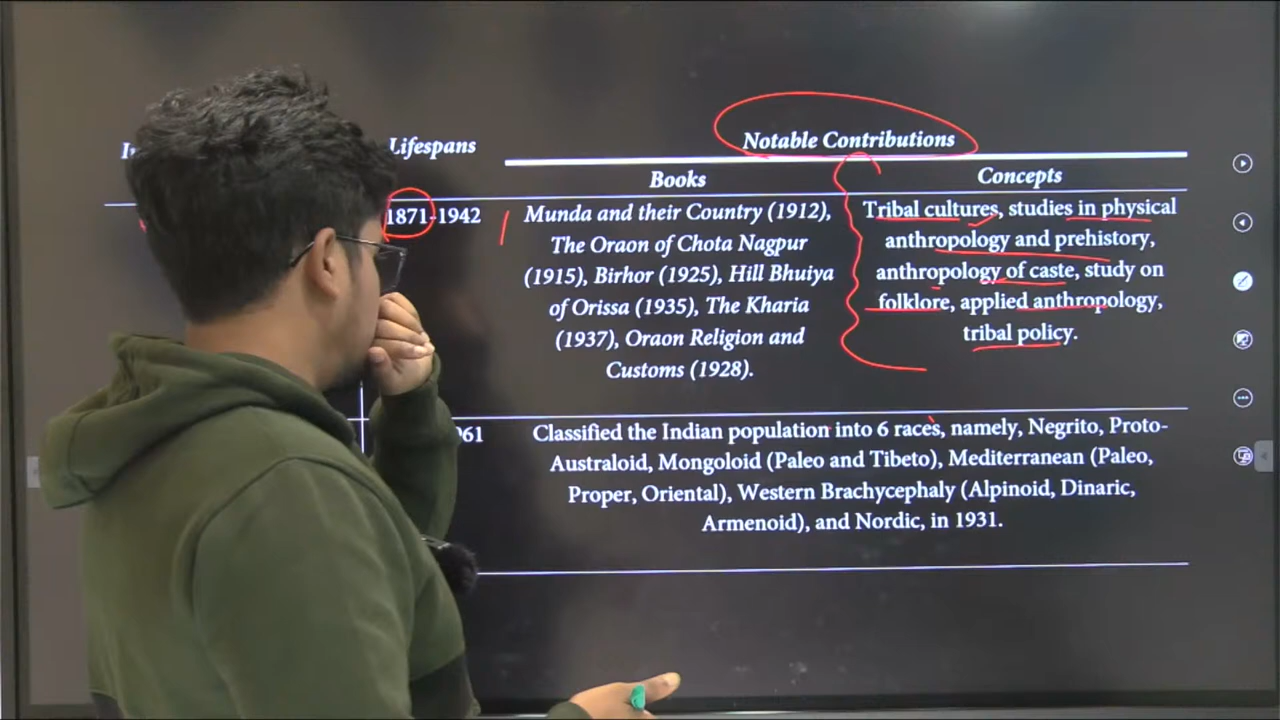 Lifespans
Notable Contributions
Books
Concepts
1871-1942
Munda and their Country (1912),
The Oraon of Chota Nagpur
(1915), Birhor (1925), Hill Bhuiya
of Orissa (1935), The Kharia
(1937), Oraon Religion and
Customs (1928).
Tribal cultures, studies in physical
anthropology and prehistory,
anthropology of caste, study on
folklore, applied anthropology,
tribal policy.
Classified the Indian population into 6 races, namely, Negrito, Proto-
Australoid, Mongoloid (Paleo and Tibeto), Mediterranean (Paleo,
Proper, Oriental), Western Brachycephaly (Alpinoid, Dinaric,
Armenoid), and Nordic, in 1931.